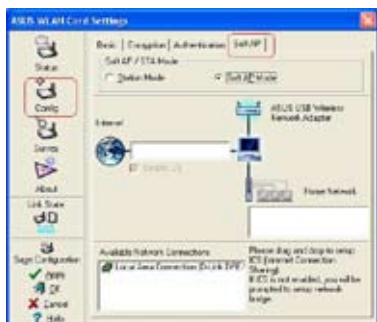 ASUS WLAN Card Settings
Basic | Encryption | Authentication | Soft AP
Status
Config
Survey
About
Link State
Apply
OK
Cancel
Help
Soft AP / STA Mode
Station Mode
Soft AP Mode
Internet
ASUS USB Wireless
Network Adapter
Home Network
Available Network Connections
Local Area Connection
Please drag and drop to setup
ICS (Internet Connection
Sharing)
If ICS is not enabled, you will be
prompted to setup network
bridge.